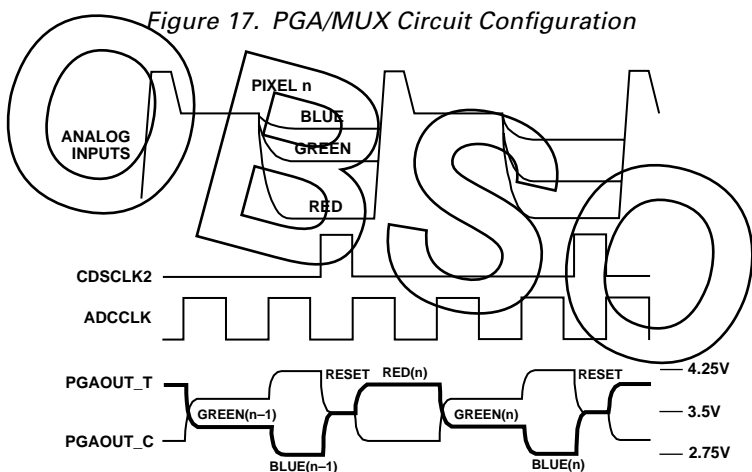 Figure 17. PGA/MUX Circuit Configuration
PIXEL n
BLUE
ANALOG
INPUTS
GREEN
RED
CDSCLK2
ADCCLK
PGAOUT_T
RESET
RED(n)
RESET
4.25V
GREEN(n–1)
GREEN(n)
3.5V
PGAOUT_C
2.75V
BLUE(n–1)
BLUE(n)
OBSO